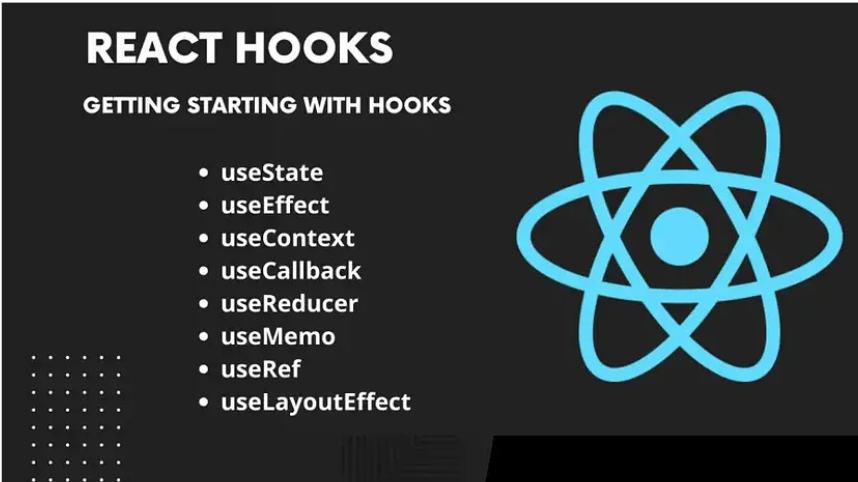 REACT HOOKS
GETTING STARTING WITH HOOKS
• useState
• useEffect
• useContext
• useCallback
• useReducer
• useMemo
• useRef
• useLayoutEffect